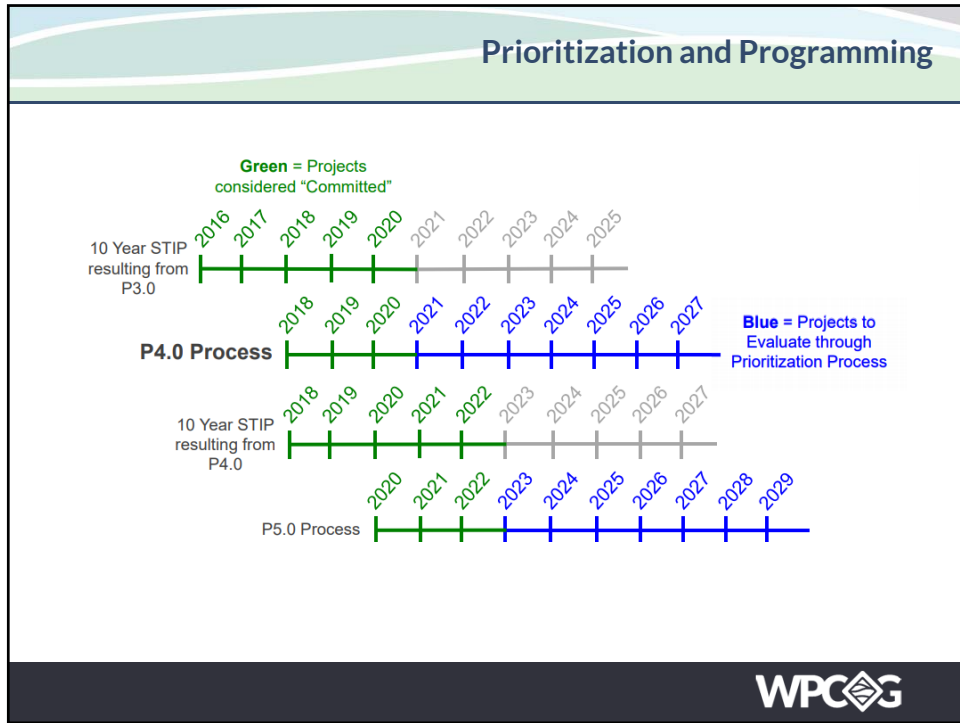 Prioritization and Programming
Green = Projects
considered “Committed”
2016 2017 2018 2019 2020 2021 2022 2023 2024 2025
10 Year STIP
resulting from
P3.0
2018 2019 2020 2021 2022 2023 2024 2025 2026 2027
P4.0 Process
Blue = Projects to
Evaluate through
Prioritization Process
2018 2019 2020 2021 2022 2023 2024 2025 2026 2027
10 Year STIP
resulting from
P4.0
2020 2021 2022 2023 2024 2025 2026 2027 2028 2029
P5.0 Process
WPCOG